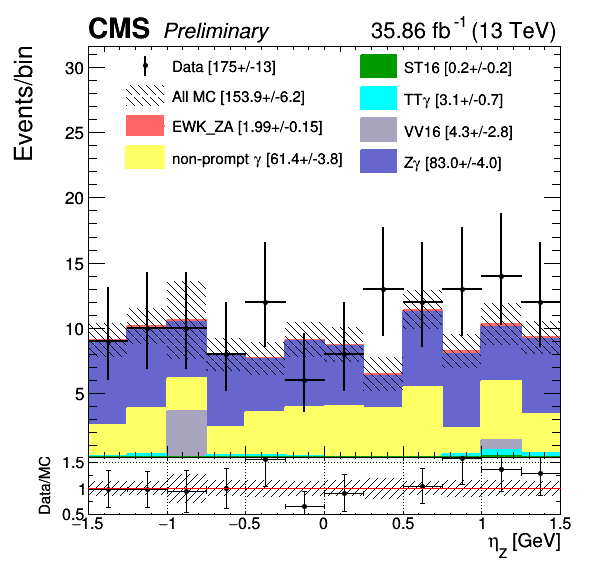 CMS Preliminary 35.86 fb⁻¹ (13 TeV)
Events/bin
Data [175+/-13]
All MC [153.9+/-6.2]
EWK_ZA [1.99+/-0.15]
non-prompt γ [61.4+/-3.8]
ST16 [0.2+/-0.2]
TTγ [3.1+/-0.7]
VV16 [4.3+/-2.8]
Zγ [83.0+/-4.0]
30
25
20
15
10
5
Data/MC
1.5
1
0.5
−1.5 −1 −0.5 0 0.5 1 1.5
η_Z [GeV]